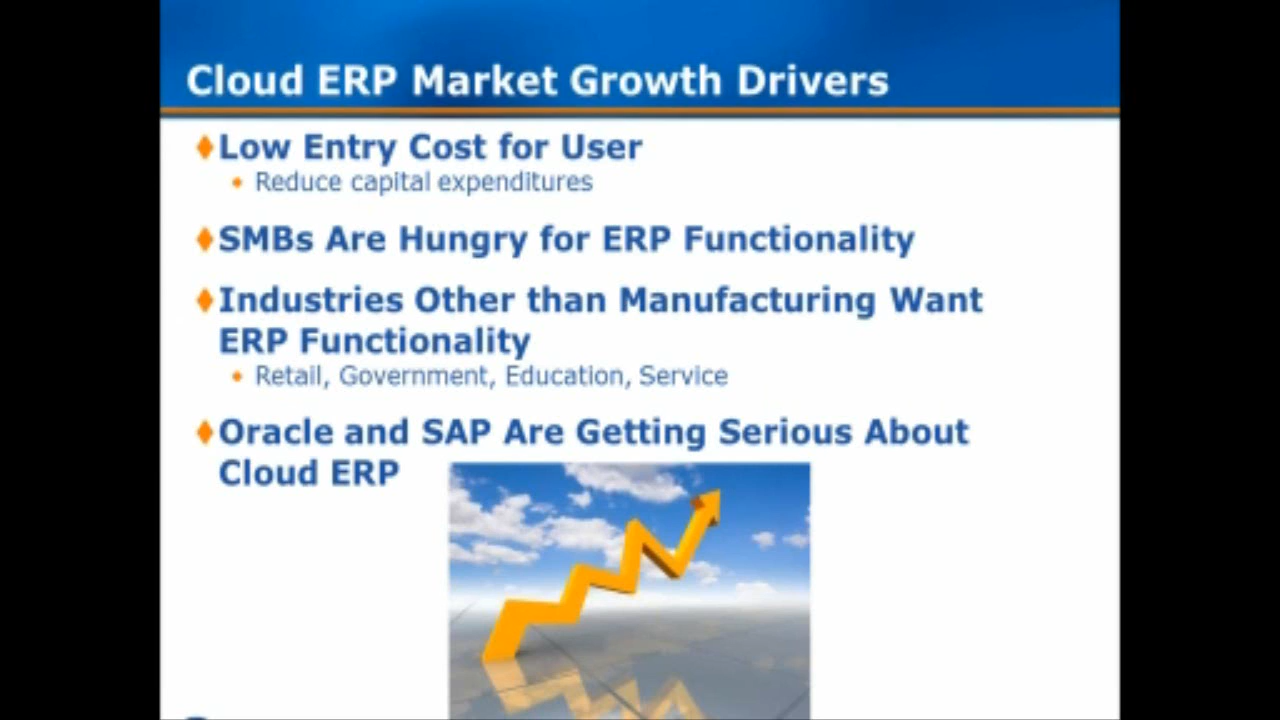 Cloud ERP Market Growth Drivers
Low Entry Cost for User
Reduce capital expenditures
SMBs Are Hungry for ERP Functionality
Industries Other than Manufacturing Want
ERP Functionality
Retail, Government, Education, Service
Oracle and SAP Are Getting Serious About
Cloud ERP